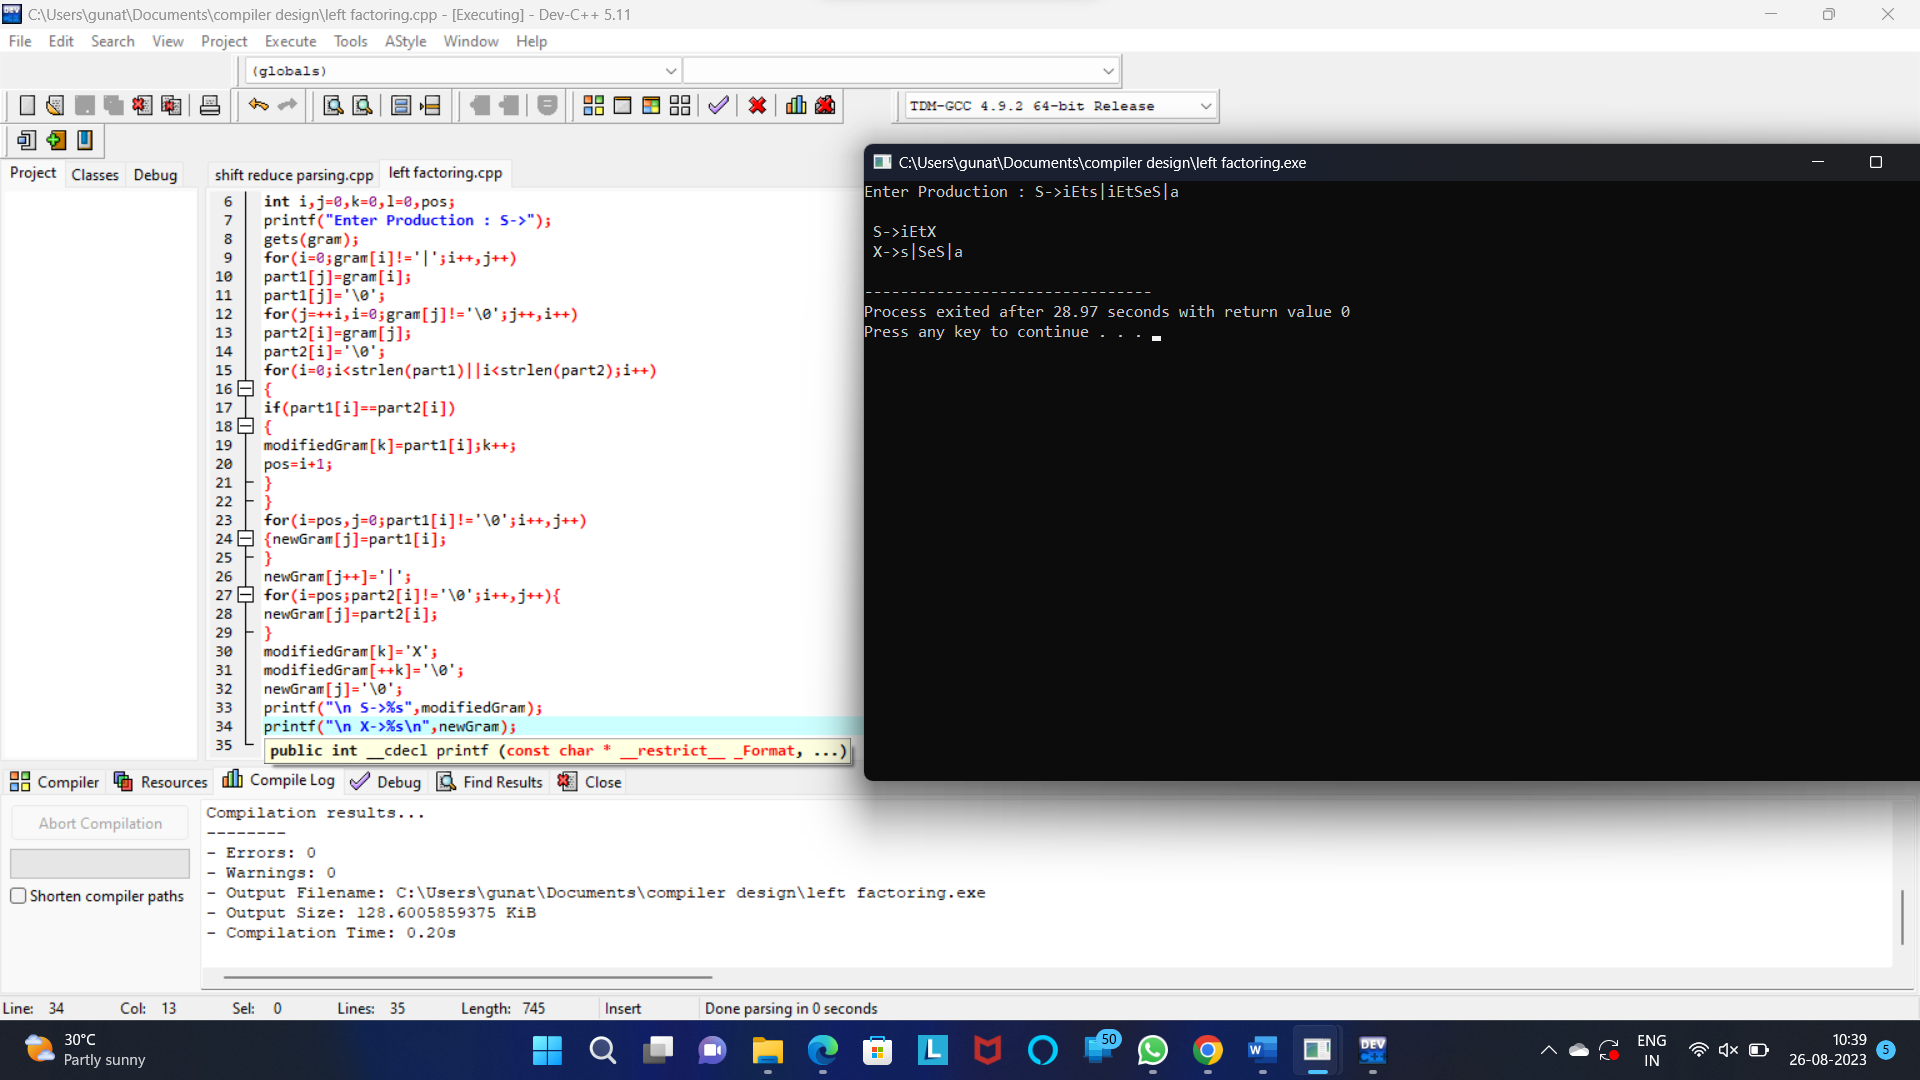 C:\Users\gunat\Documents\compiler design\left factoring.cpp - [Executing] - Dev-C++ 5.11
File Edit Search View Project Execute Tools AStyle Window Help
(globals)
TDM-GCC 4.9.2 64-bit Release
Project Classes Debug
shift reduce parsing.cpp left factoring.cpp
6 int i,j=0,k=0,l=0,pos;
7 printf("Enter Production : S->");
8 gets(gram);
9 for(i=0;gram[i]!='|';i++,j++)
10 part1[j]=gram[i];
11 part1[j]='\0';
12 for(j=++i,i=0;gram[j]!='\0';j++,i++)
13 part2[i]=gram[j];
14 part2[i]='\0';
15 for(i=0;i<strlen(part1)||i<strlen(part2);i++)
16 {
17 if(part1[i]==part2[i])
18 {
19 modifiedGram[k]=part1[i];k++;
20 pos=i+1;
21 }
22 }
23 for(i=pos,j=0;part1[i]!='\0';i++,j++)
24 {newGram[j]=part1[i];
25 }
26 newGram[j++]='|';
27 for(i=pos;part2[i]!='\0';i++,j++){
28 newGram[j]=part2[i];
29 }
30 modifiedGram[k]='X';
31 modifiedGram[++k]='\0';
32 newGram[j]='\0';
33 printf("\n S->%s",modifiedGram);
34 printf("\n X->%s\n",newGram);
35
public int __cdecl printf (const char * __restrict__ _Format, ...)
C:\Users\gunat\Documents\compiler design\left factoring.exe
Enter Production : S->iEts|iEtSeS|a
S->iEtX
X->s|SeS|a
--------------------------------
Process exited after 28.97 seconds with return value 0
Press any key to continue . . .
Compiler Resources Compile Log Debug Find Results Close
Abort Compilation
Shorten compiler paths
Compilation results...
--------
- Errors: 0
- Warnings: 0
- Output Filename: C:\Users\gunat\Documents\compiler design\left factoring.exe
- Output Size: 128.6005859375 KiB
- Compilation Time: 0.20s
Line: 34 Col: 13 Sel: 0 Lines: 35 Length: 745 Insert Done parsing in 0 seconds
30°C
Partly sunny
L
50
W
DEV
ENG
IN
10:39
26-08-2023
5